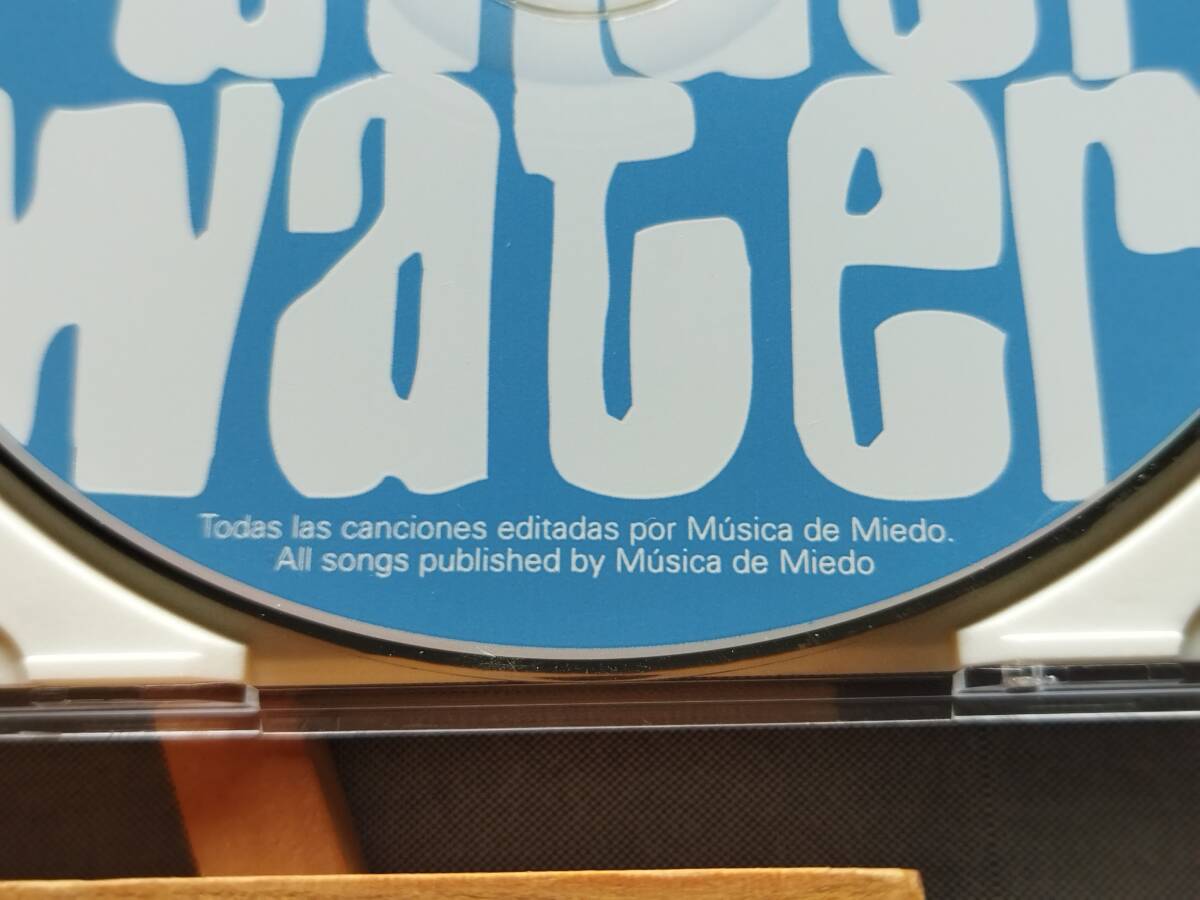 water
Todas las canciones editadas por Música de Miedo.
All songs published by Música de Miedo